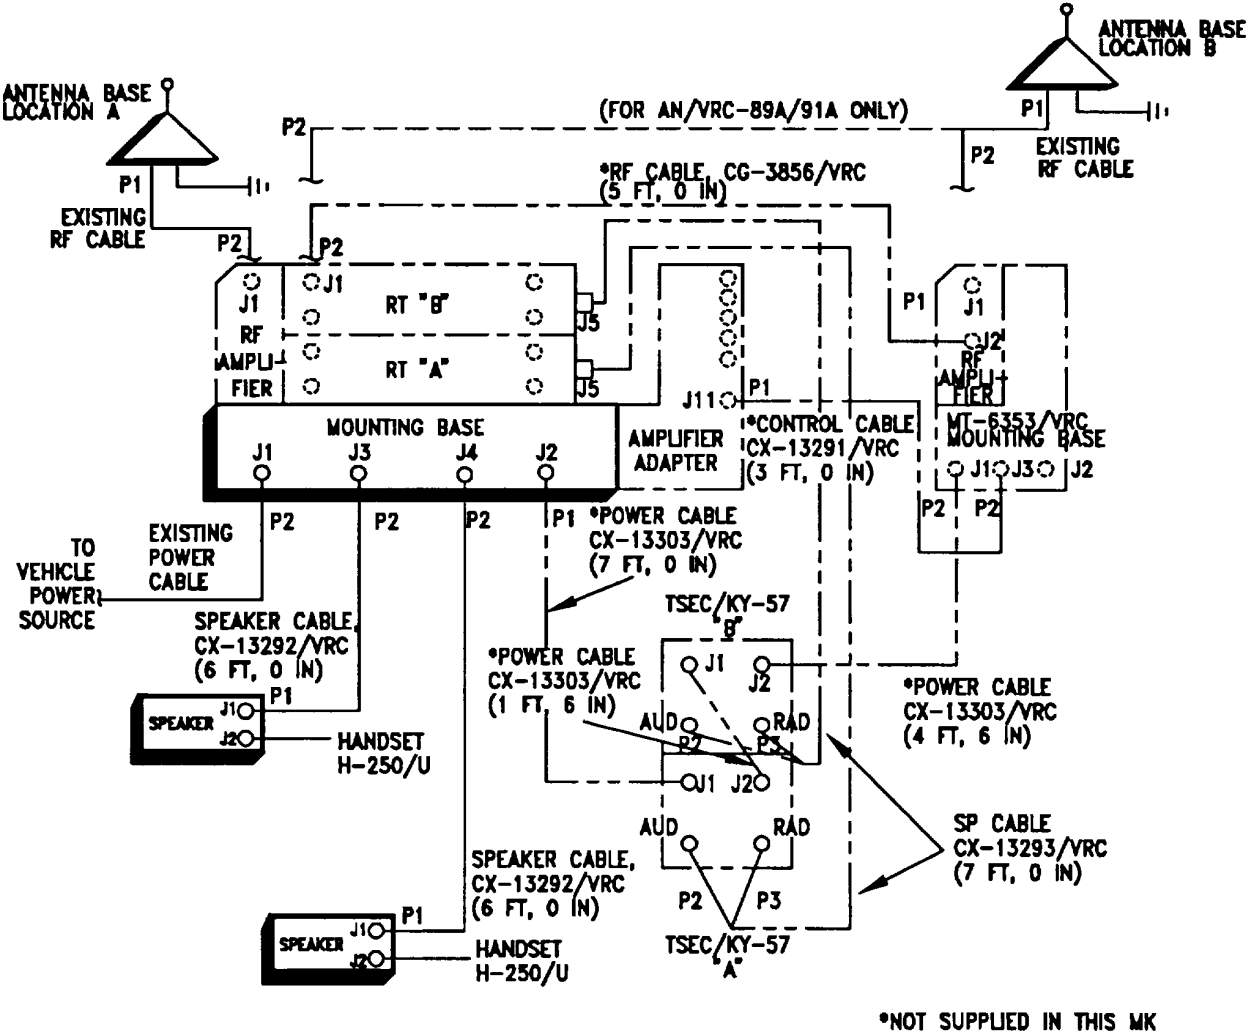 ANTENNA BASE
LOCATION B
ANTENNA BASE
LOCATION A
P2
(FOR AN/VRC-89A/91A ONLY)
P1
P2
EXISTING
RF CABLE
P1
*RF CABLE, CG-3856/VRC
(5 FT, 0 IN)
EXISTING
RF CABLE
P2
P2
J1
J1
RT "B"
J5
RF
AMPLI-
FIER
RT "A"
J5
P1
J1
J2
RF
AMPLI-
FIER
J11
P1
MOUNTING BASE
J1
J3
J4
J2
AMPLIFIER
ADAPTER
*CONTROL CABLE
CX-13291/VRC
(3 FT, 0 IN)
MT-6353/VRC
MOUNTING BASE
J1
J3
J2
P2
P2
P2
P2
P2
P1
*POWER CABLE
CX-13303/VRC
(7 FT, 0 IN)
TO
VEHICLE
POWER
SOURCE
EXISTING
POWER
CABLE
SPEAKER CABLE,
CX-13292/VRC
(6 FT, 0 IN)
P1
TSEC/KY-57
"B"
*POWER CABLE
CX-13303/VRC
(1 FT, 6 IN)
J1
J2
AUD
RAD
P2
P3
*POWER CABLE
CX-13303/VRC
(4 FT, 6 IN)
SPEAKER
J1
J2
HANDSET
H-250/U
J1
J2
AUD
RAD
SP CABLE
CX-13293/VRC
(7 FT, 0 IN)
SPEAKER CABLE,
CX-13292/VRC
(6 FT, 0 IN)
P2
P3
P1
SPEAKER
J1
J2
HANDSET
H-250/U
TSEC/KY-57
"A"
*NOT SUPPLIED IN THIS MK